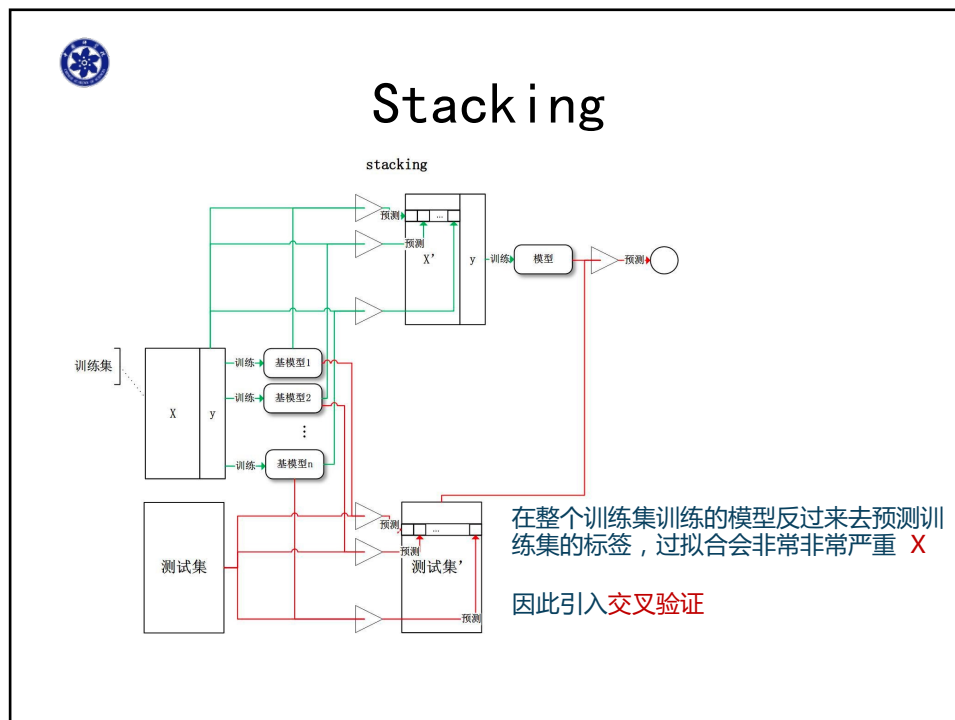 Stacking
stacking
预测
...
预测
X'
y
训练
模型
预测
训练集
训练
基模型1
X
y
训练
基模型2
⋮
训练
基模型n
预测
...
预测
测试集
测试集'
预测
在整个训练集训练的模型反过来去预测训
练集的标签，过拟合会非常非常严重 X
因此引入交叉验证